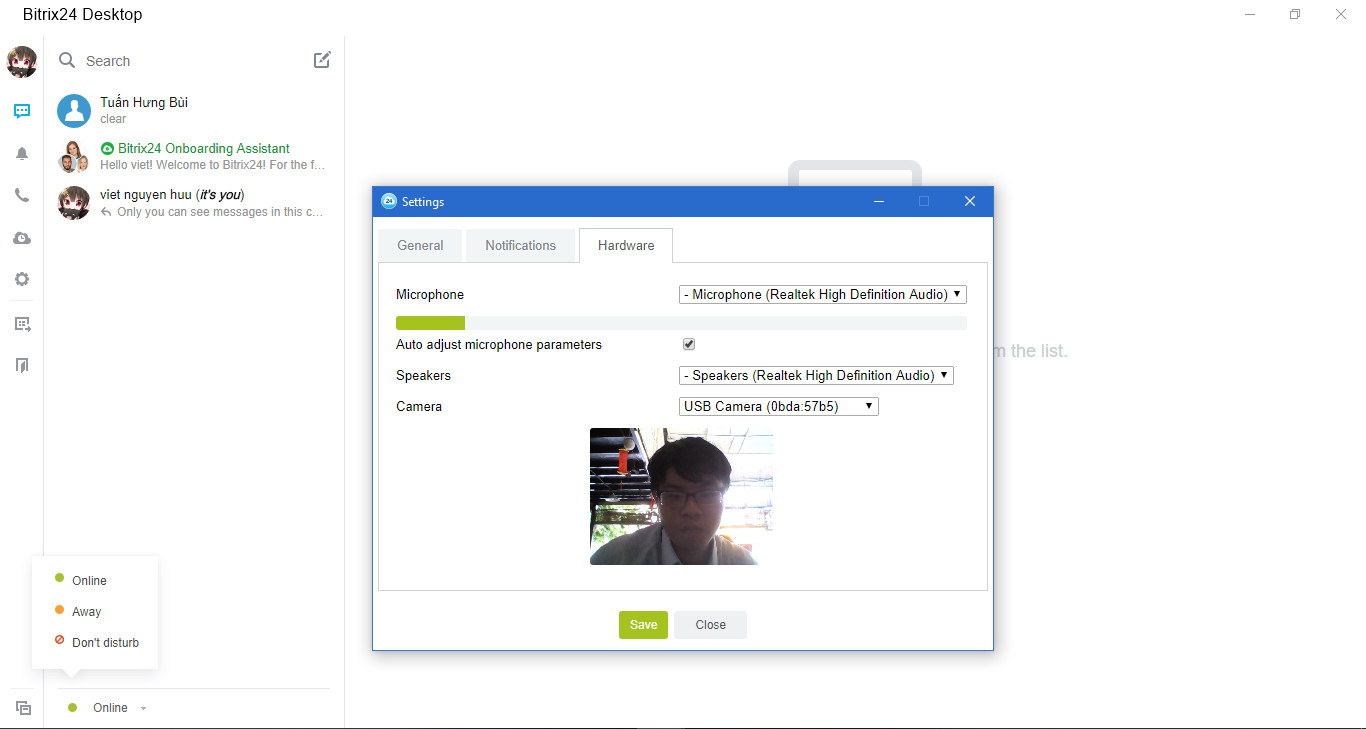 Bitrix24 Desktop
Search
Tuấn Hưng Bùi
clear
Bitrix24 Onboarding Assistant
Hello viet! Welcome to Bitrix24! For the f...
viet nguyen huu (it's you)
Only you can see messages in this c...
24 Settings
General Notifications Hardware
Microphone - Microphone (Realtek High Definition Audio)
Auto adjust microphone parameters
Speakers - Speakers (Realtek High Definition Audio)
Camera USB Camera (0bda:57b5)
Save Close
m the list.
Online
Away
Don't disturb
Online